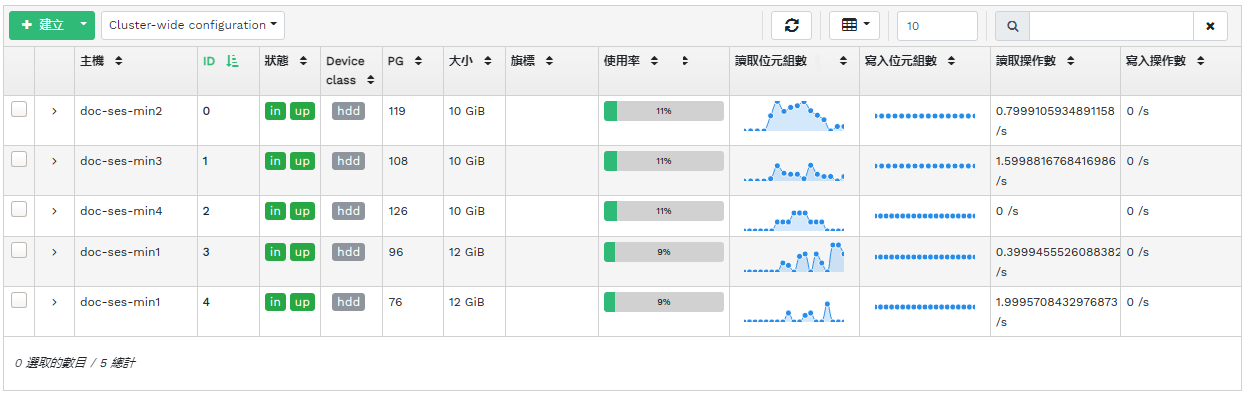 建立
Cluster-wide configuration
10
主機 ID 狀態 Device class PG 大小 旗標 使用率 讀取位元組數 寫入位元組數 讀取操作數 寫入操作數
doc-ses-min2 0 in up hdd 119 10 GiB 11% 0.7999105934891158 /s 0 /s
doc-ses-min3 1 in up hdd 108 10 GiB 11% 1.5998816768416986 /s 0 /s
doc-ses-min4 2 in up hdd 126 10 GiB 11% 0 /s 0 /s
doc-ses-min1 3 in up hdd 96 12 GiB 9% 0.3999455526088382 /s 0 /s
doc-ses-min1 4 in up hdd 76 12 GiB 9% 1.9995708432976873 /s 0 /s
0 選取的數目 / 5 總計